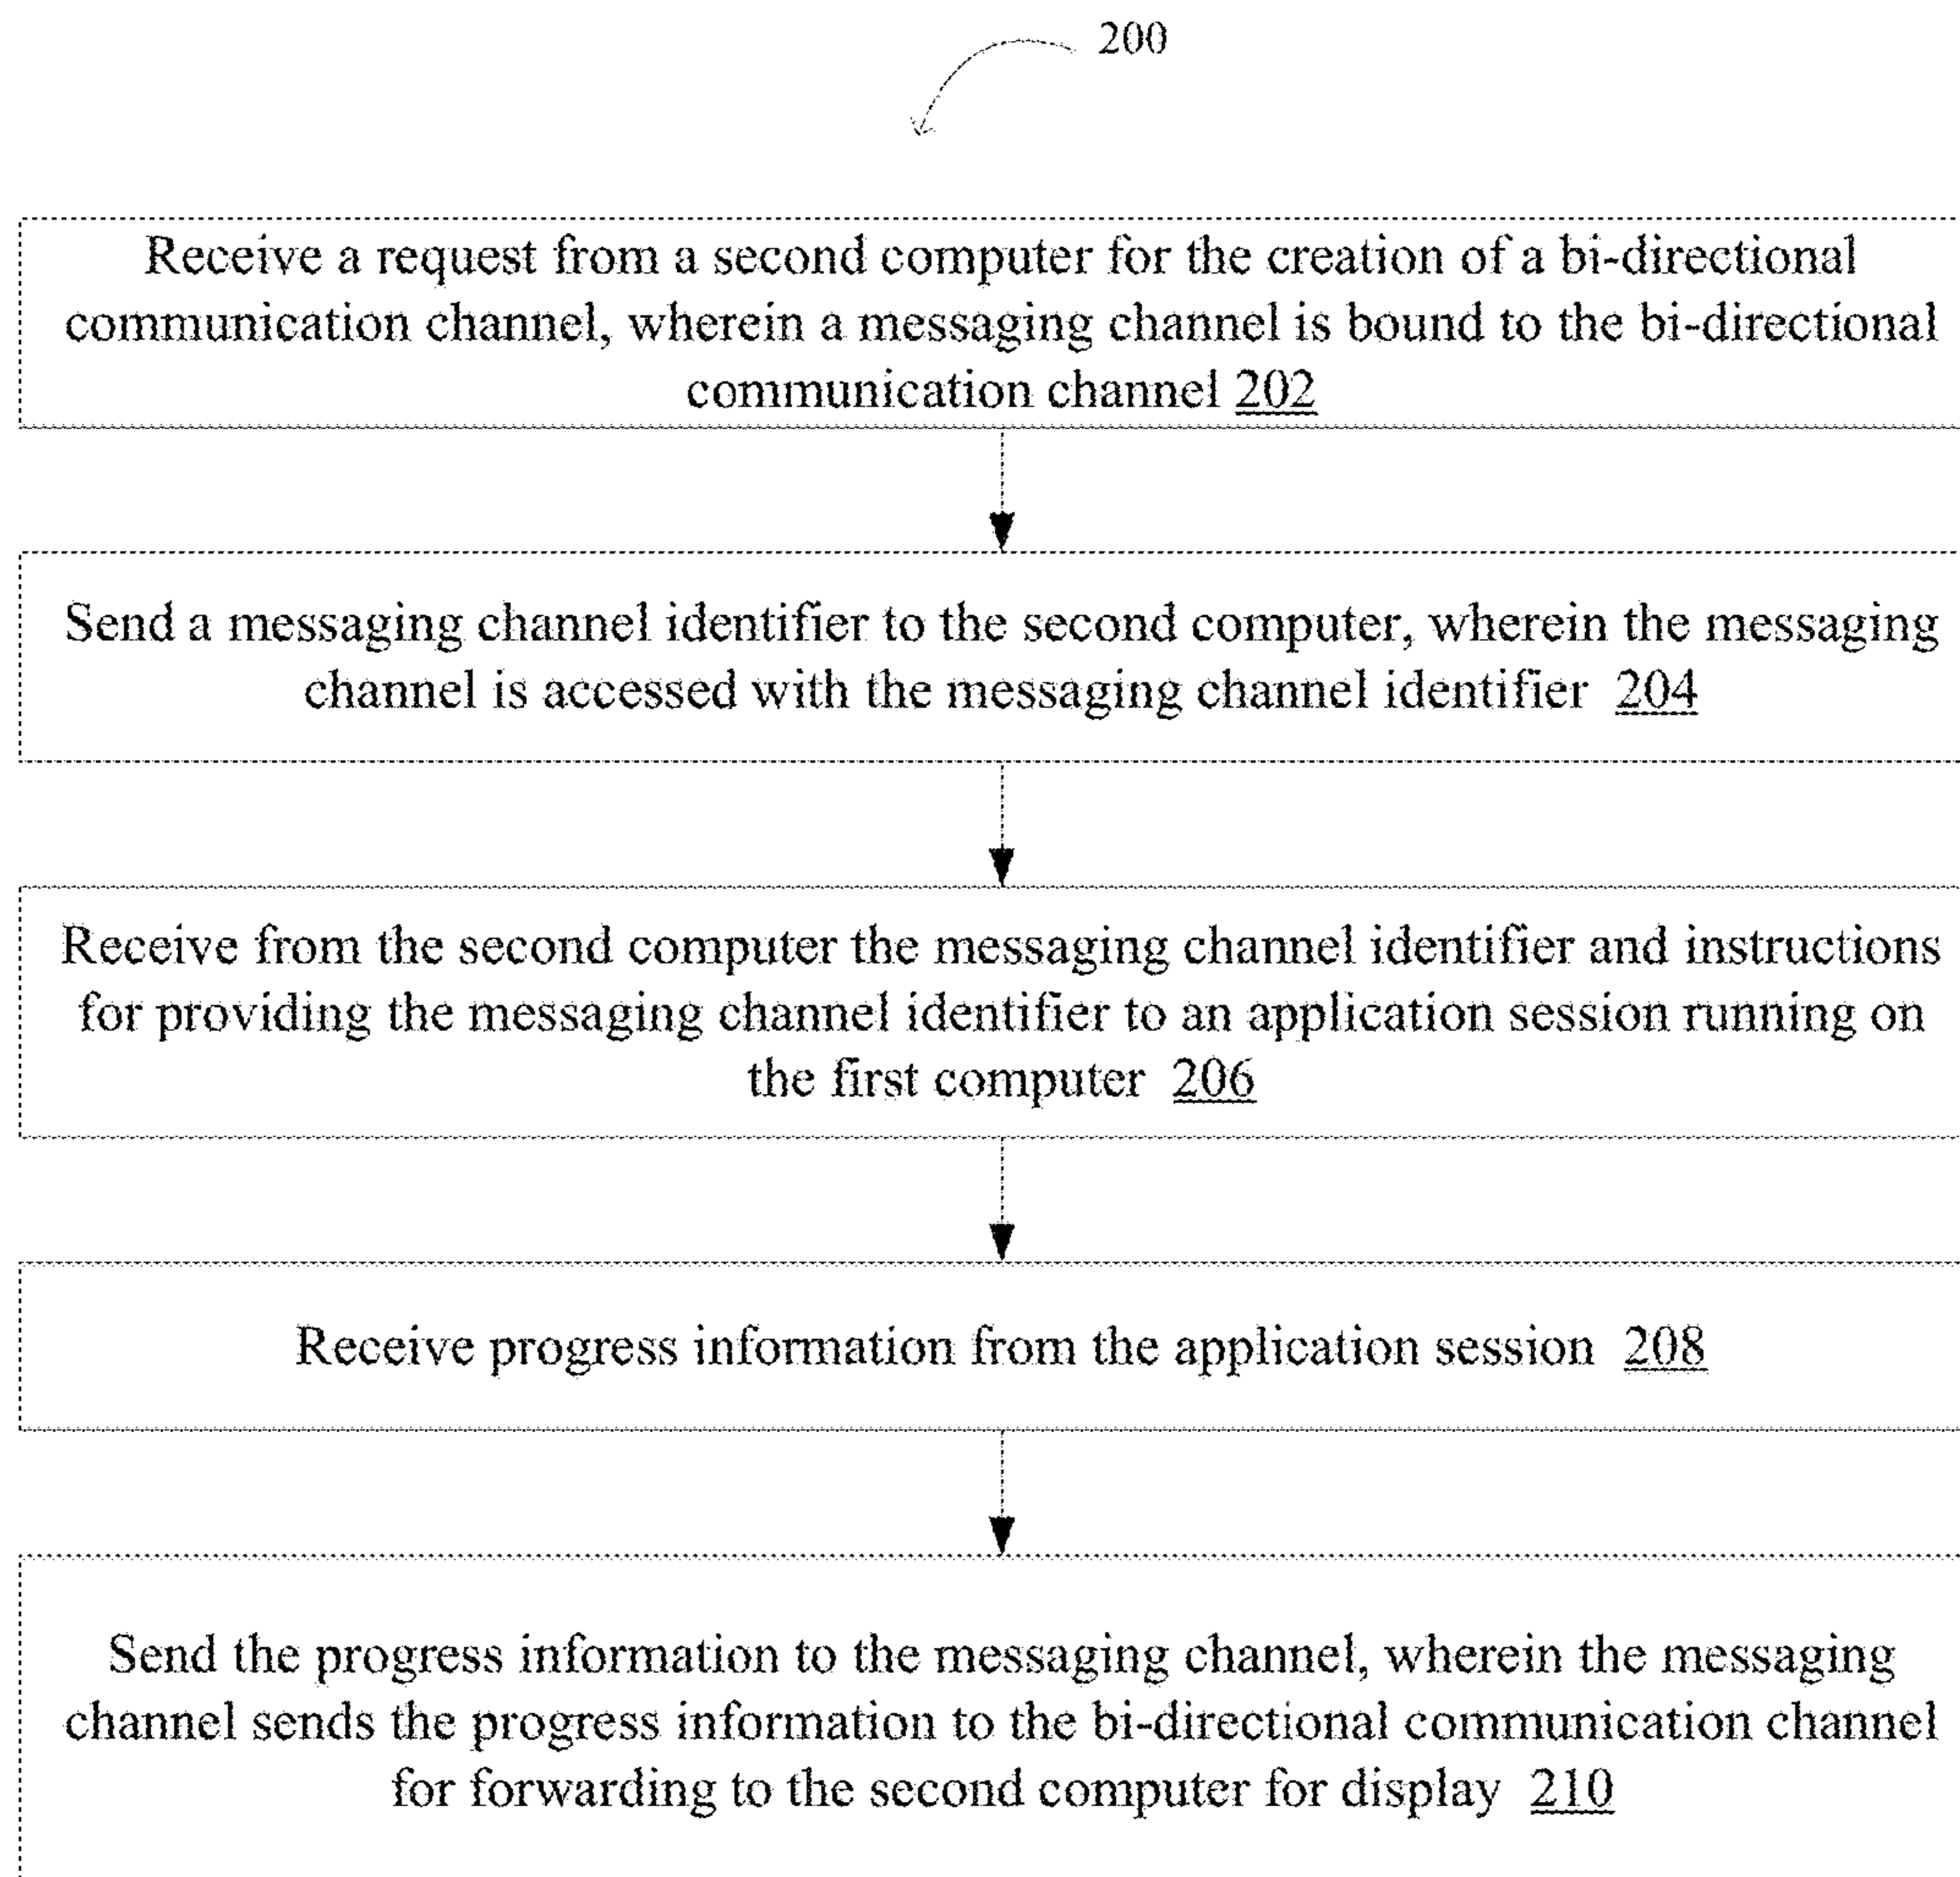 200
Receive a request from a second computer for the creation of a bi-directional
communication channel, wherein a messaging channel is bound to the bi-directional
communication channel 202
Send a messaging channel identifier to the second computer, wherein the messaging
channel is accessed with the messaging channel identifier 204
Receive from the second computer the messaging channel identifier and instructions
for providing the messaging channel identifier to an application session running on
the first computer 206
Receive progress information from the application session 208
Send the progress information to the messaging channel, wherein the messaging
channel sends the progress information to the bi-directional communication channel
for forwarding to the second computer for display 210